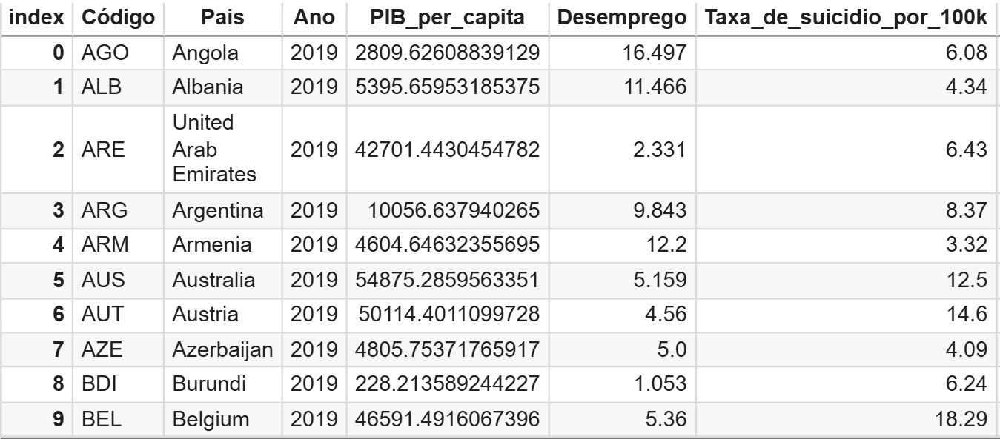 index Código Pais Ano PIB_per_capita Desemprego Taxa_de_suicidio_por_100k
0 AGO Angola 2019 2809.62608839129 16.497 6.08
1 ALB Albania 2019 5395.65953185375 11.466 4.34
2 ARE United Arab Emirates 2019 42701.4430454782 2.331 6.43
3 ARG Argentina 2019 10056.637940265 9.843 8.37
4 ARM Armenia 2019 4604.64632355695 12.2 3.32
5 AUS Australia 2019 54875.2859563351 5.159 12.5
6 AUT Austria 2019 50114.4011099728 4.56 14.6
7 AZE Azerbaijan 2019 4805.75371765917 5.0 4.09
8 BDI Burundi 2019 228.213589244227 1.053 6.24
9 BEL Belgium 2019 46591.4916067396 5.36 18.29